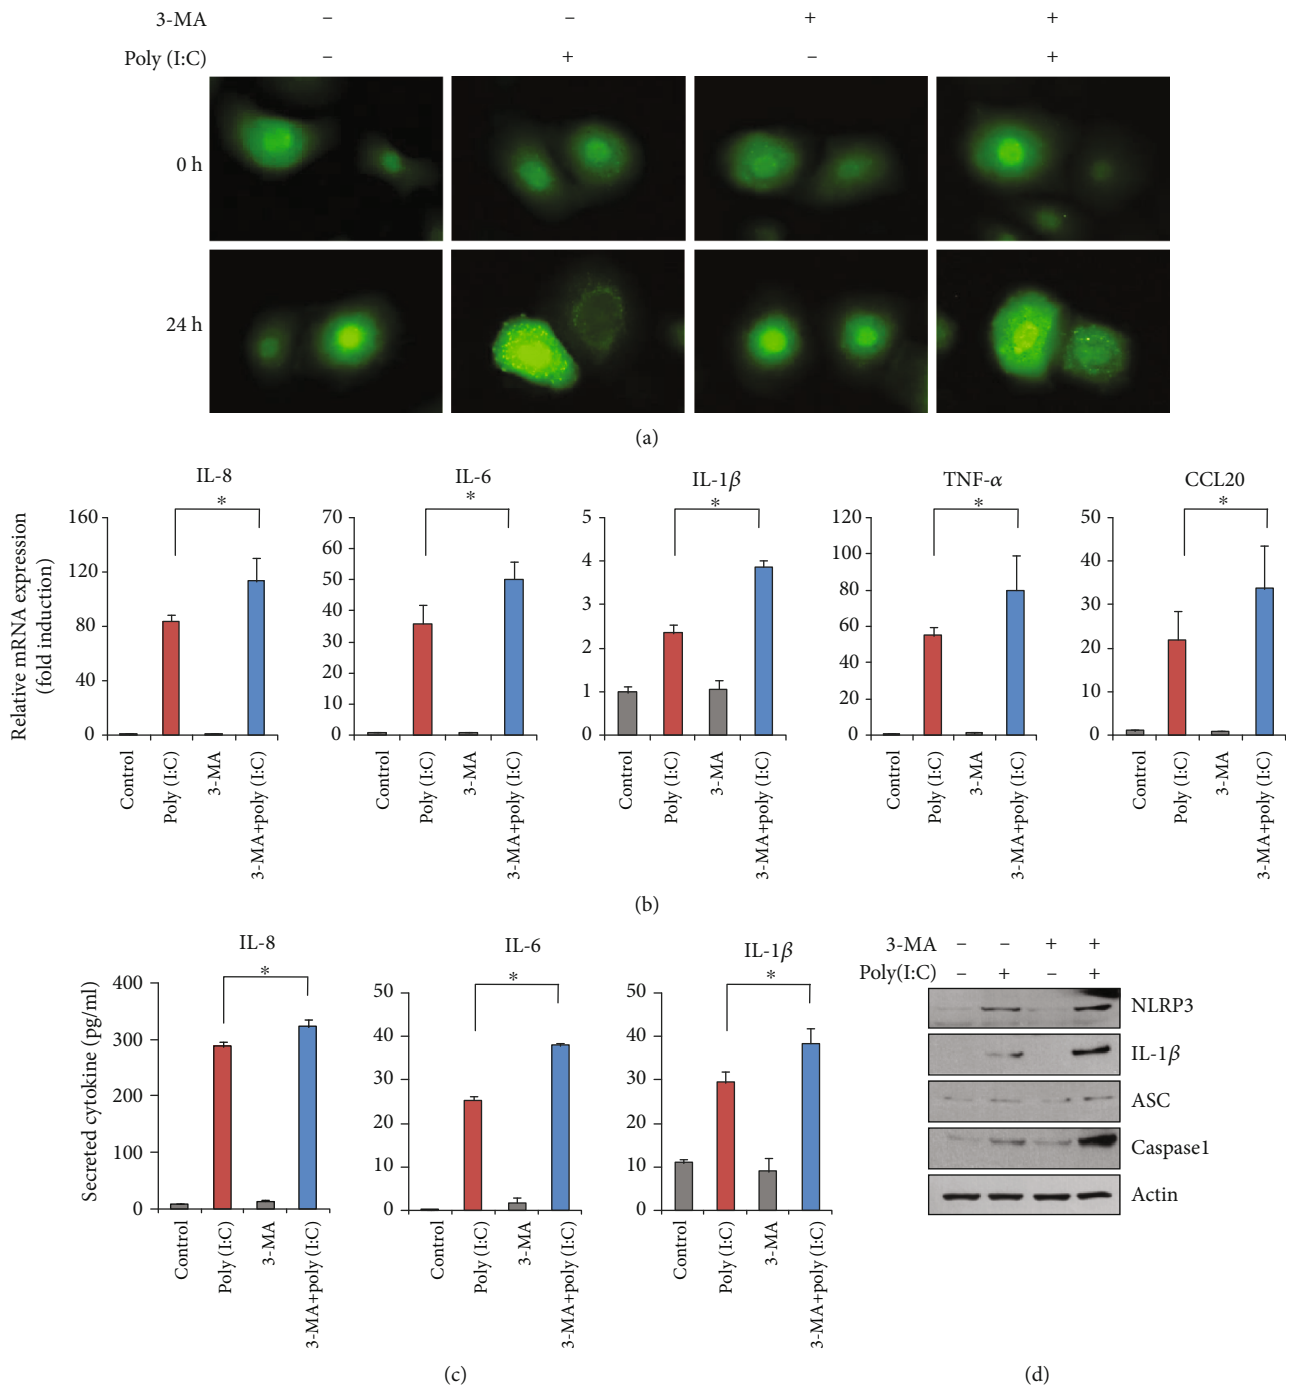 3-MA − − + +
Poly (I:C) − + − +
0 h
24 h
(a)
IL-8 IL-6 IL-1β TNF-α CCL20
Relative mRNA expression
(fold induction)
160 120 80 40 0
*
Control Poly (I:C) 3-MA 3-MA+poly (I:C)
70 60 50 40 30 20 10 0
*
Control Poly (I:C) 3-MA 3-MA+poly (I:C)
5 4 3 2 1 0
*
Control Poly (I:C) 3-MA 3-MA+poly (I:C)
120 100 80 60 40 20 0
*
Control Poly (I:C) 3-MA 3-MA+poly (I:C)
50 40 30 20 10 0
*
Control Poly (I:C) 3-MA 3-MA+poly (I:C)
(b)
IL-8 IL-6 IL-1β
Secreted cytokine (pg/ml)
400 300 200 100 0
*
Control Poly (I:C) 3-MA 3-MA+poly (I:C)
50 40 30 20 10 0
*
Control Poly (I:C) 3-MA 3-MA+poly (I:C)
50 40 30 20 10 0
*
Control Poly (I:C) 3-MA 3-MA+poly (I:C)
(c)
3-MA − − + +
Poly(I:C) − + − +
NLRP3
IL-1β
ASC
Caspase1
Actin
(d)